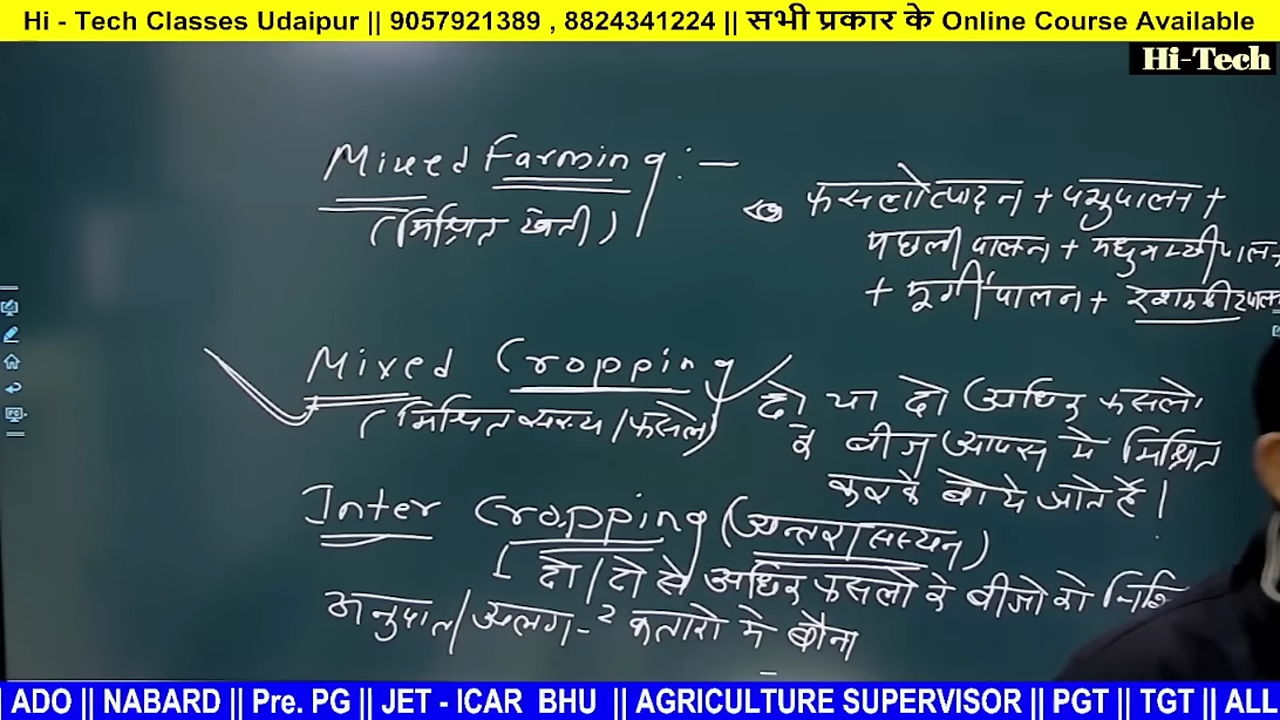 Hi - Tech Classes Udaipur || 9057921389 , 8824341224 || सभी प्रकार के Online Course Available
Hi-Tech
Mixed Farming :-
(मिश्रित खेती)
फसलोत्पादन + पशुपालन +
मछली पालन + मधुमक्खीपालन
+ मूर्गीपालन + रेशमकीटपालन
Mixed Cropping
(मिश्रित सस्य/फसले)
दो या दो अधिक फसलो
के बीज आपस मे मिश्रित
करके बोये जाते हैं।
Inter Cropping (अन्तरासस्यन)
दो/दो से अधिक फसलो के बीजो को
अनुपात/अलग-2 कतारो मे बौना
ADO || NABARD || Pre. PG || JET - ICAR BHU || AGRICULTURE SUPERVISOR || PGT || TGT || ALL